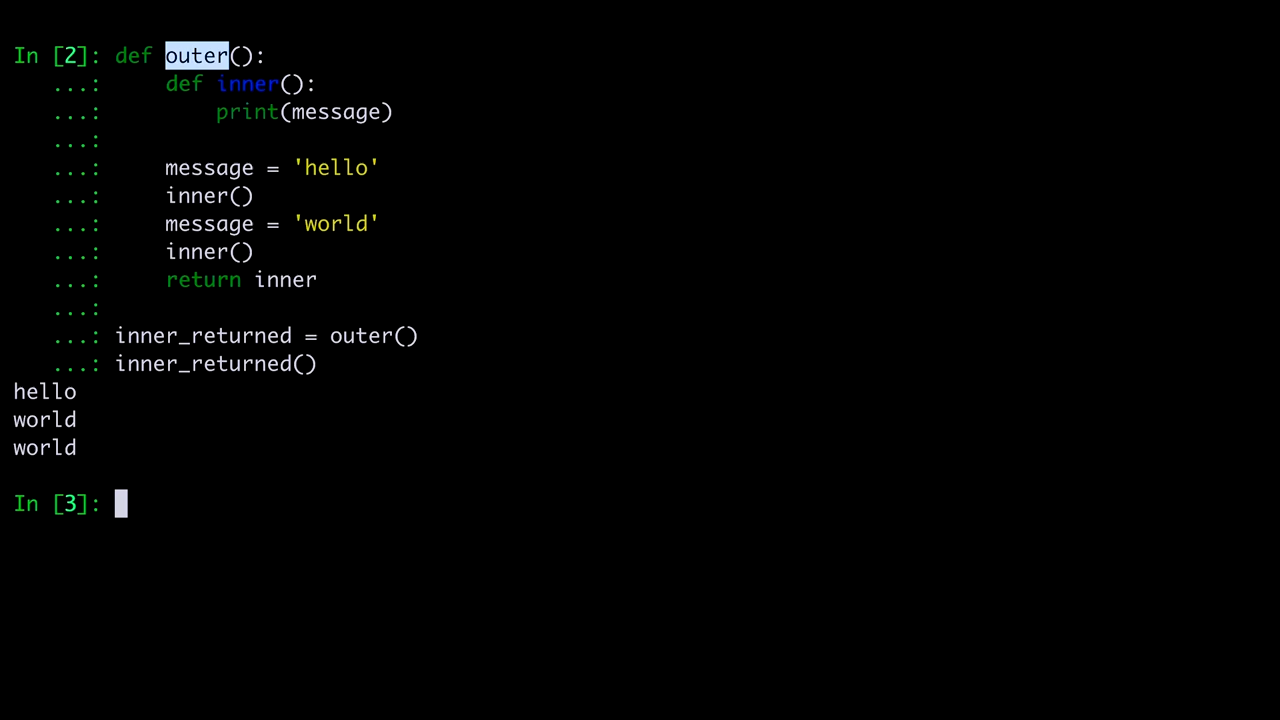 In [2]: def outer():
   ...:     def inner():
   ...:         print(message)
   ...:
   ...:     message = 'hello'
   ...:     inner()
   ...:     message = 'world'
   ...:     inner()
   ...:     return inner
   ...:
   ...: inner_returned = outer()
   ...: inner_returned()
hello
world
world
In [3]: